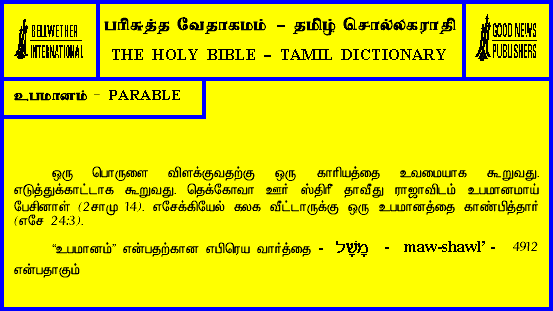 BELLWETHER
INTERNATIONAL
பரிசுத்த வேதாகமம் – தமிழ் சொல்லகராதி
THE HOLY BIBLE – TAMIL DICTIONARY
GOOD NEWS
PUBLISHERS
உபமானம் - PARABLE
ஒரு பொருளை விளக்குவதற்கு ஒரு காரியத்தை உவமையாக கூறுவது.
எடுத்துக்காட்டாக கூறுவது. தெக்கோவா ஊர் ஸ்திரீ தாவீது ராஜாவிடம் உபமானமாய்
பேசினாள் (2சாமு 14). எசேக்கியேல் கலக வீட்டாருக்கு ஒரு உபமானத்தை காண்பித்தார்
(எசே 24:3).
“உபமானம்” என்பதற்கான எபிரெய வார்த்தை - מָשָׁל - maw-shawl’ - 4912
என்பதாகும்